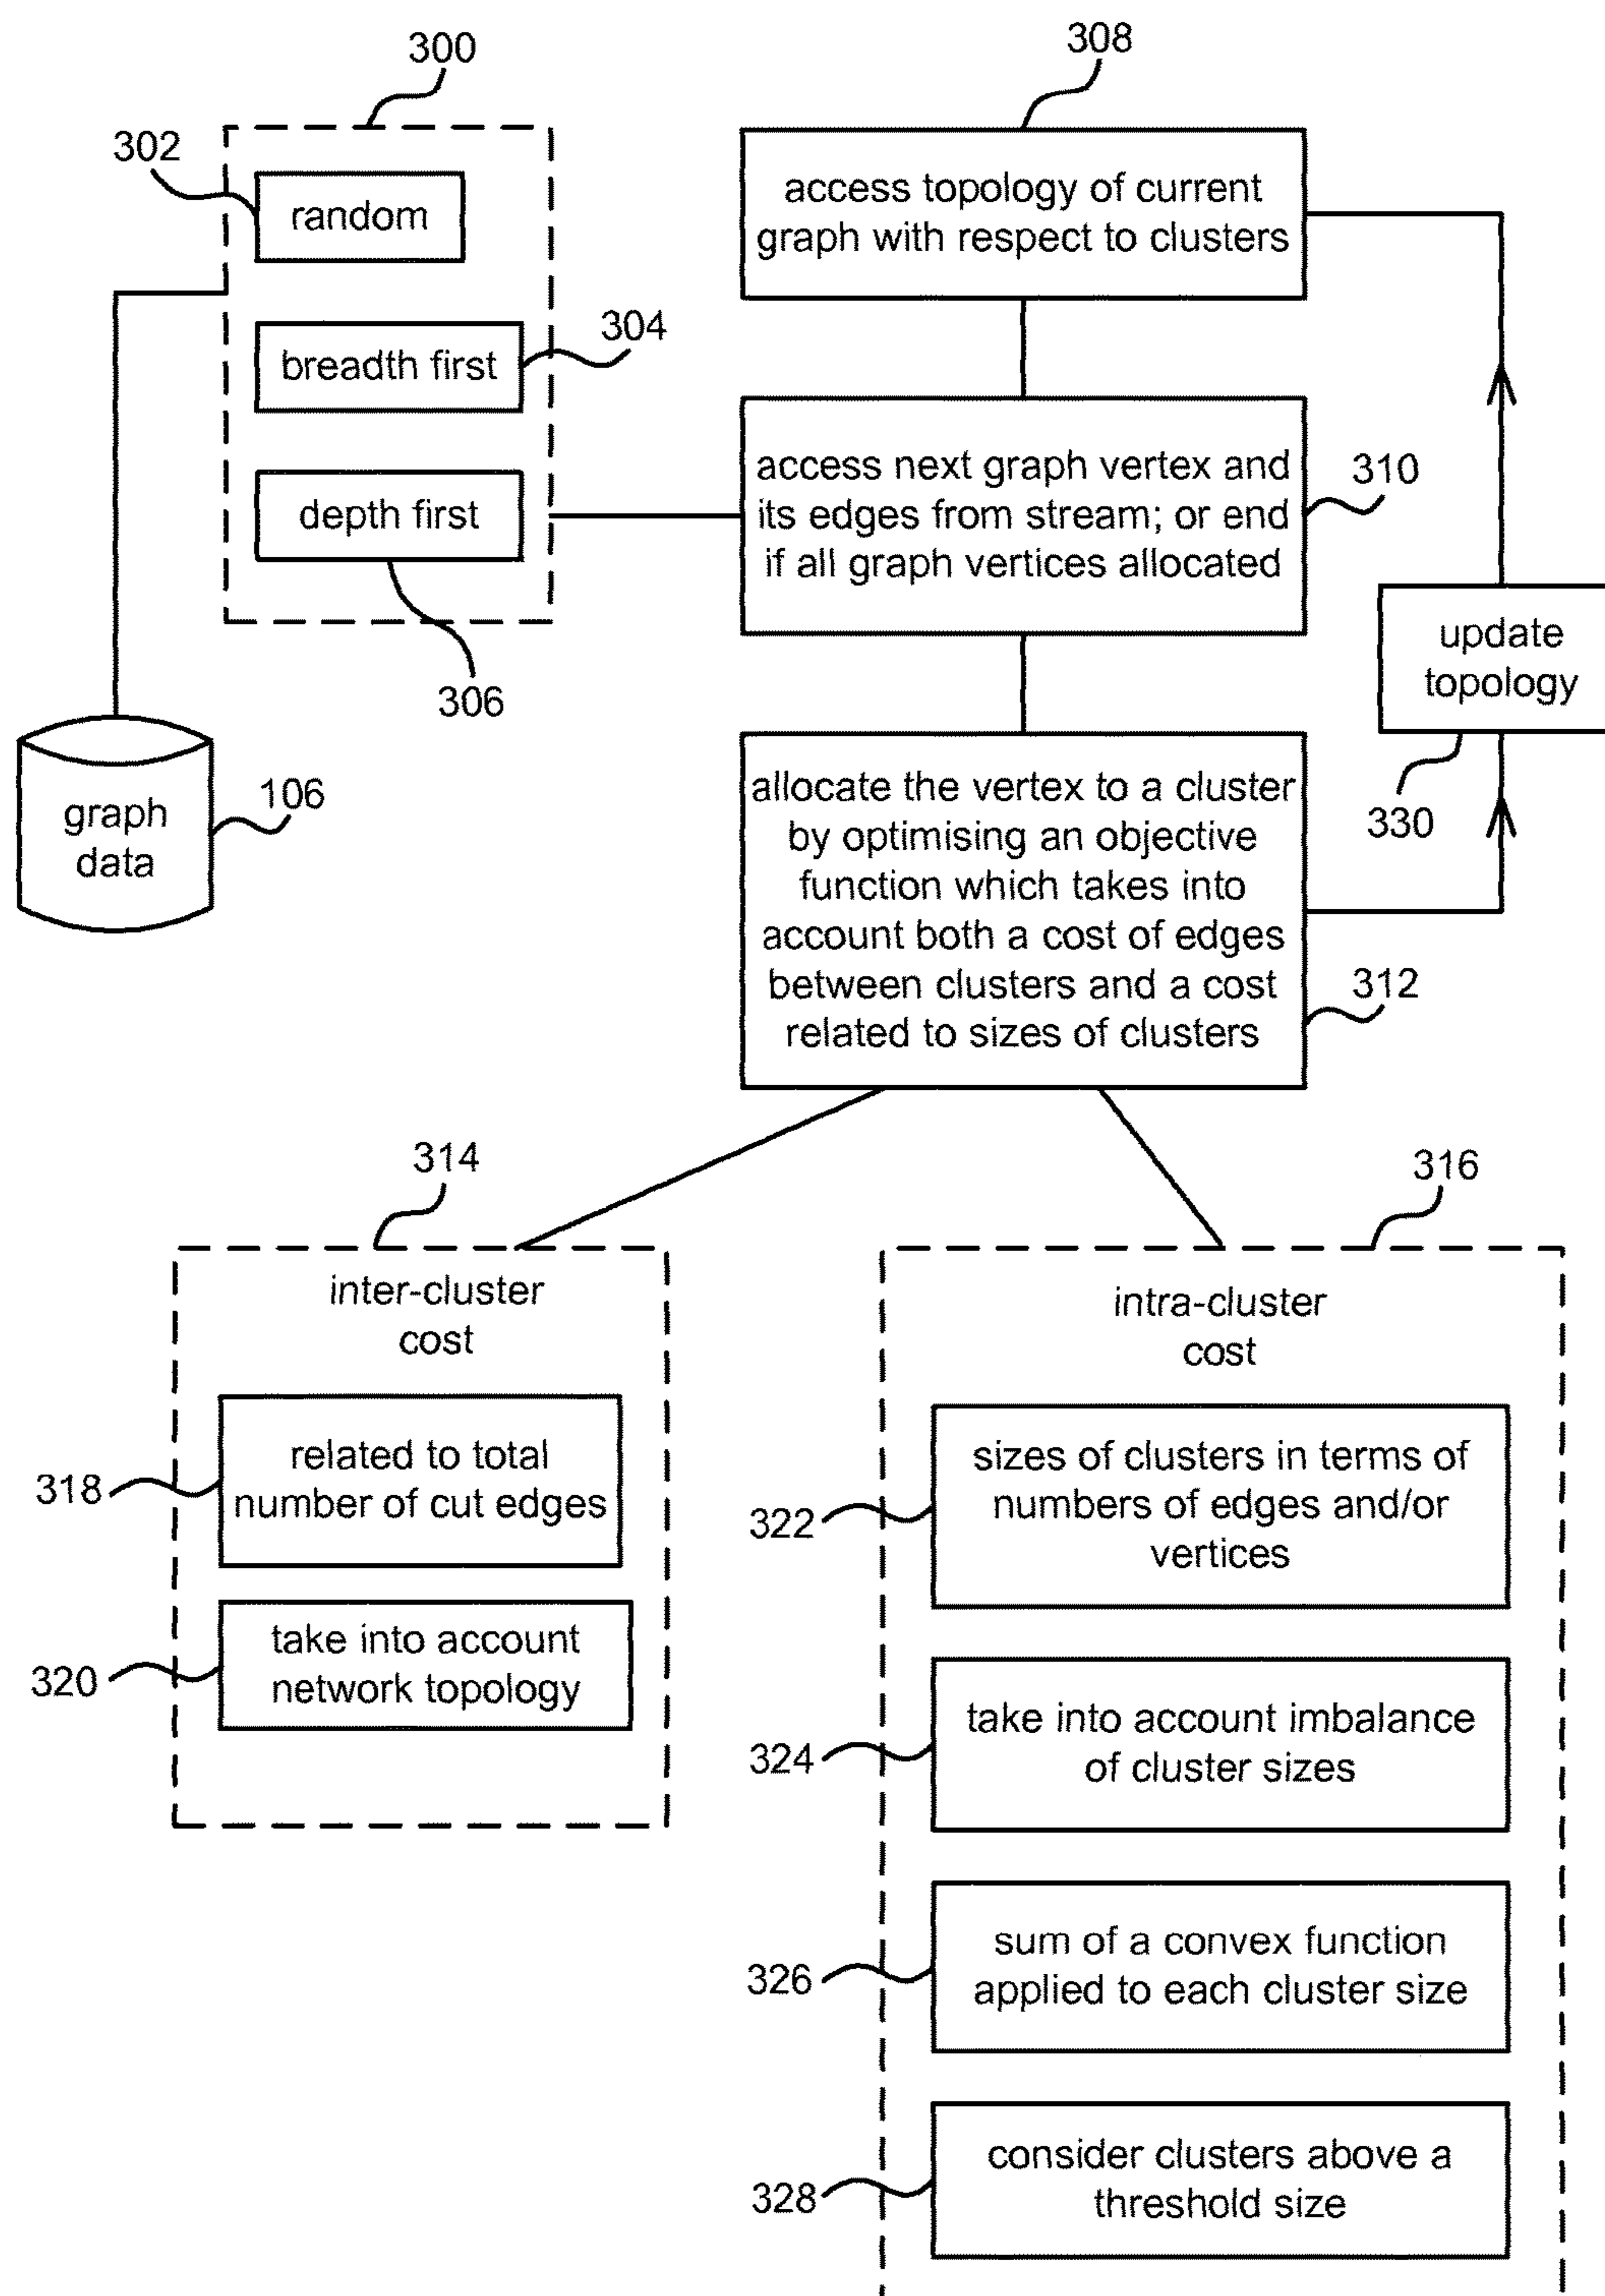 300
308
302
random
access topology of current
graph with respect to clusters
304
breadth first
access next graph vertex and
its edges from stream; or end
if all graph vertices allocated
310
depth first
306
update
topology
330
graph
data
106
allocate the vertex to a cluster
by optimising an objective
function which takes into
account both a cost of edges
between clusters and a cost
related to sizes of clusters
312
314
316
inter-cluster
cost
intra-cluster
cost
related to total
number of cut edges
318
take into account
network topology
320
sizes of clusters in terms of
numbers of edges and/or
vertices
322
take into account imbalance
of cluster sizes
324
sum of a convex function
applied to each cluster size
326
consider clusters above a
threshold size
328